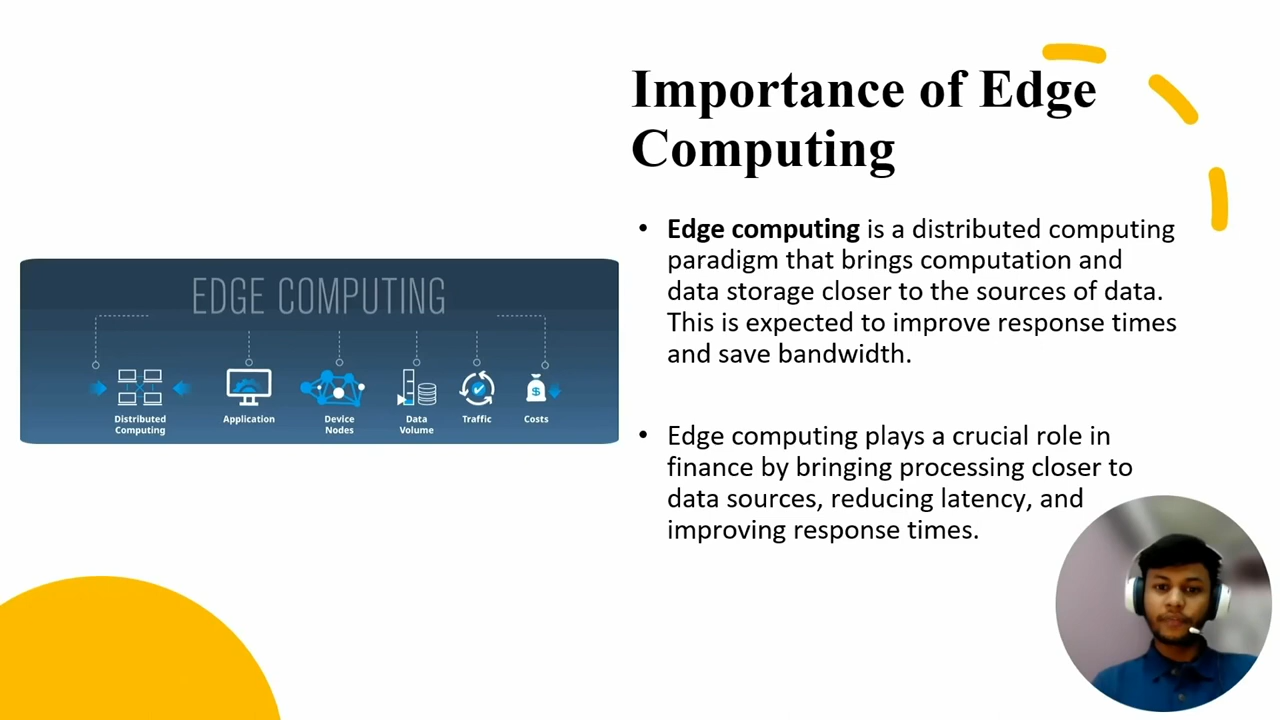 Importance of Edge
Computing
• Edge computing is a distributed computing
paradigm that brings computation and
data storage closer to the sources of data.
This is expected to improve response times
and save bandwidth.
• Edge computing plays a crucial role in
finance by bringing processing closer to
data sources, reducing latency, and
improving response times.
EDGE COMPUTING
Distributed
Computing
Application
Device
Nodes
Data
Volume
Traffic
$
Costs